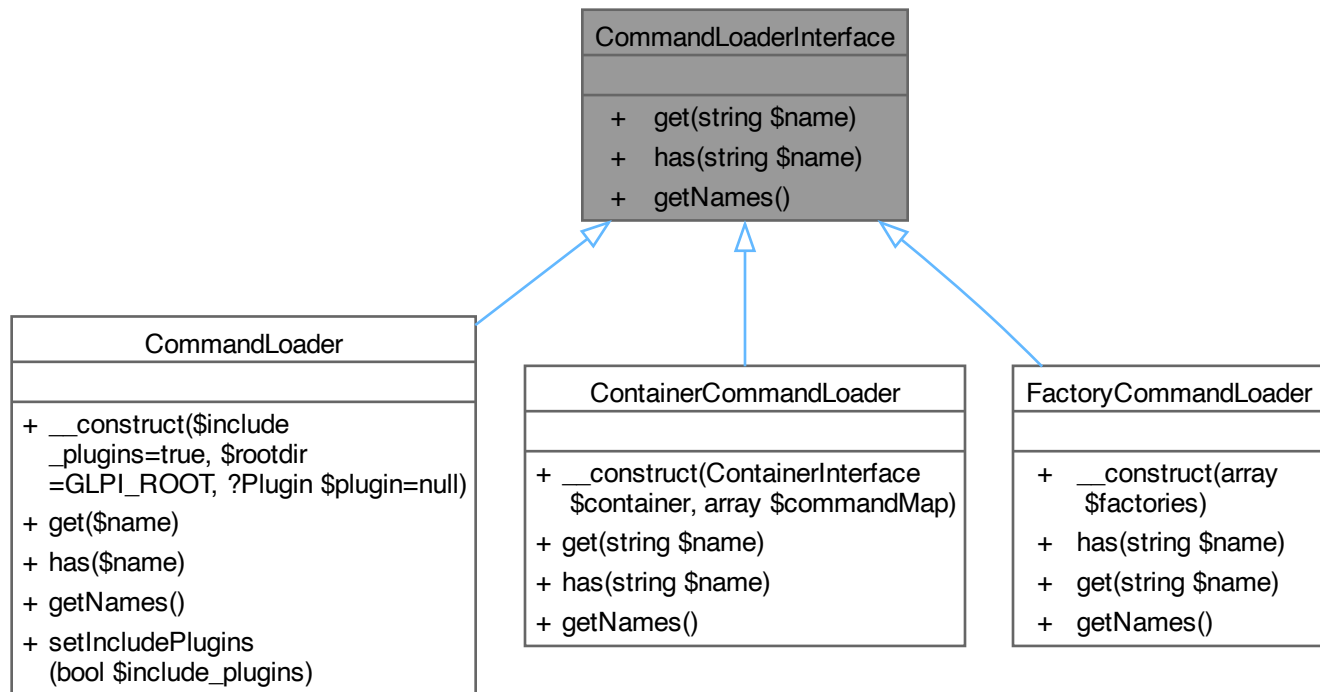 CommandLoaderInterface
+ get(string $name)
+ has(string $name)
+ getNames()
CommandLoader
+ __construct($include
_plugins=true, $rootdir
=GLPI_ROOT, ?Plugin $plugin=null)
+ get($name)
+ has($name)
+ getNames()
+ setIncludePlugins
(bool $include_plugins)
ContainerCommandLoader
+ __construct(ContainerInterface
$container, array $commandMap)
+ get(string $name)
+ has(string $name)
+ getNames()
FactoryCommandLoader
+ __construct(array
$factories)
+ has(string $name)
+ get(string $name)
+ getNames()